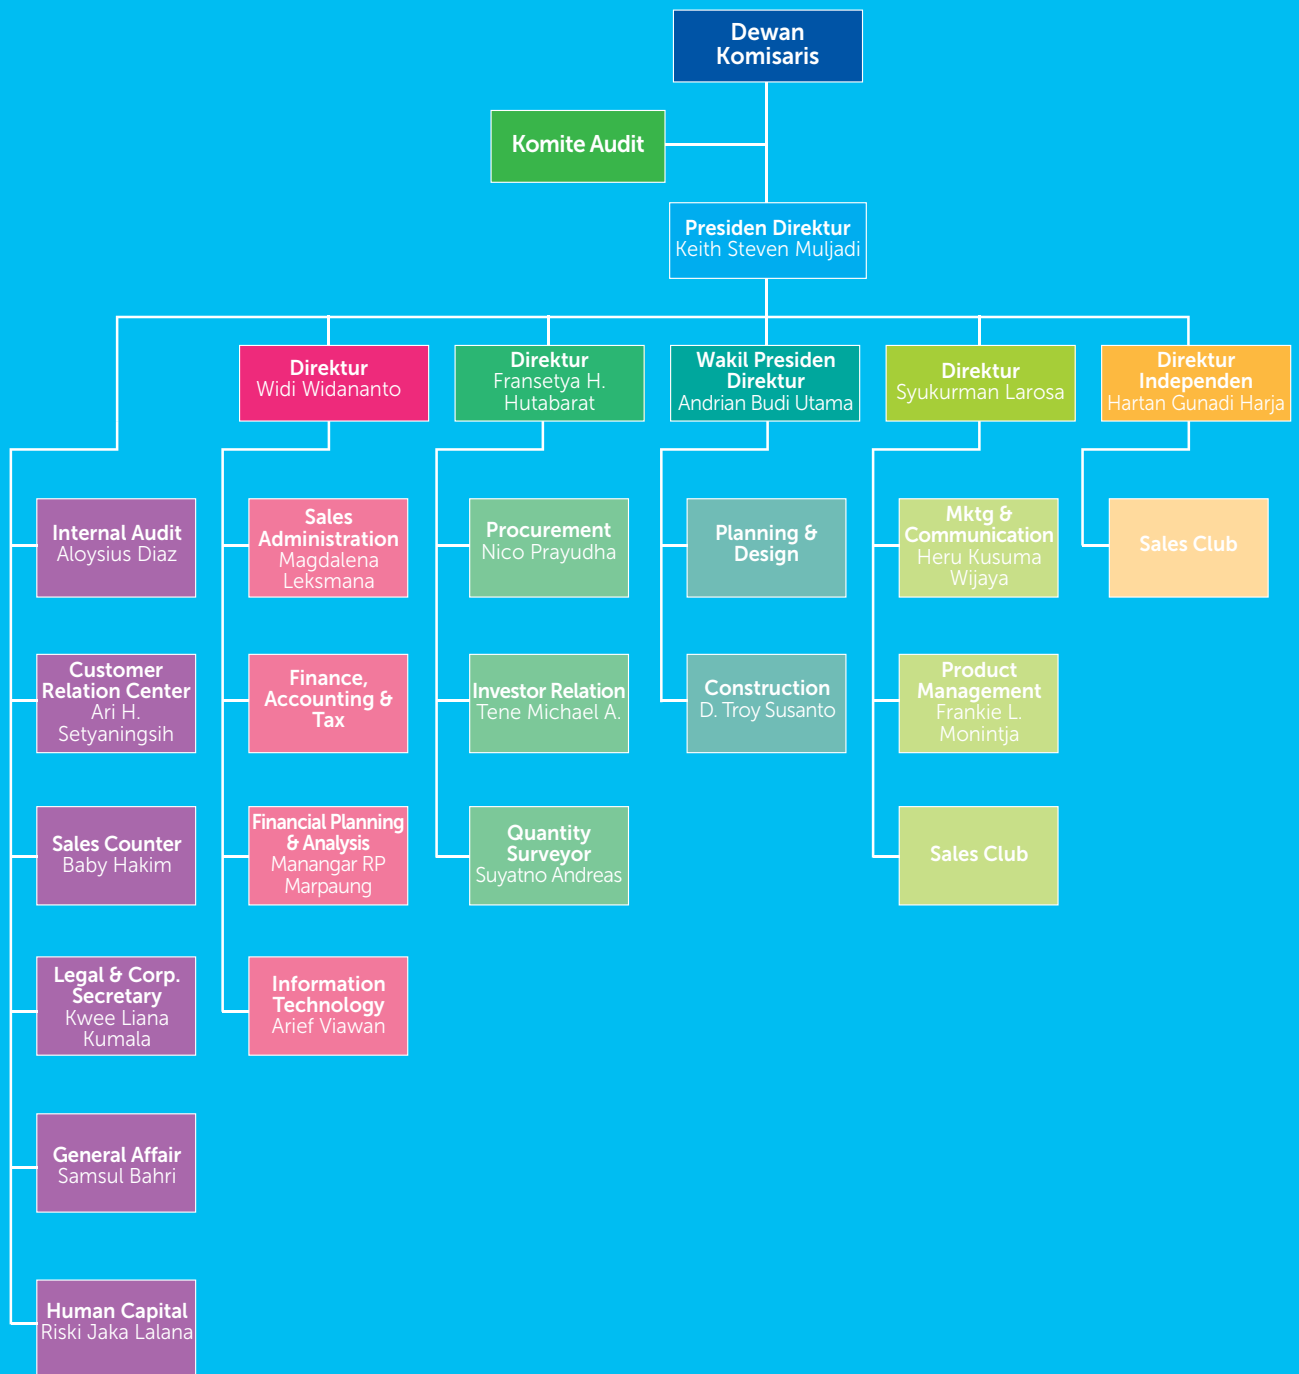 Dewan
Komisaris
Komite Audit
Presiden Direktur
Keith Steven Muljadi
Direktur
Widi Widananto
Direktur
Fransetya H.
Hutabarat
Wakil Presiden
Direktur
Andrian Budi Utama
Direktur
Syukurman Larosa
Direktur
Independen
Hartan Gunadi Harja
Internal Audit
Aloysius Diaz
Customer
Relation Center
Ari H.
Setyaningsih
Sales Counter
Baby Hakim
Legal & Corp.
Secretary
Kwee Liana
Kumala
General Affair
Samsul Bahri
Human Capital
Riski Jaka Lalana
Sales
Administration
Magdalena
Leksmana
Finance,
Accounting &
Tax
Financial Planning
& Analysis
Manangar RP
Marpaung
Information
Technology
Arief Viawan
Procurement
Nico Prayudha
Investor Relation
Tene Michael A.
Quantity
Surveyor
Suyatno Andreas
Planning &
Design
Construction
D. Troy Susanto
Mktg &
Communication
Heru Kusuma
Wijaya
Product
Management
Frankie L.
Monintja
Sales Club
Sales Club